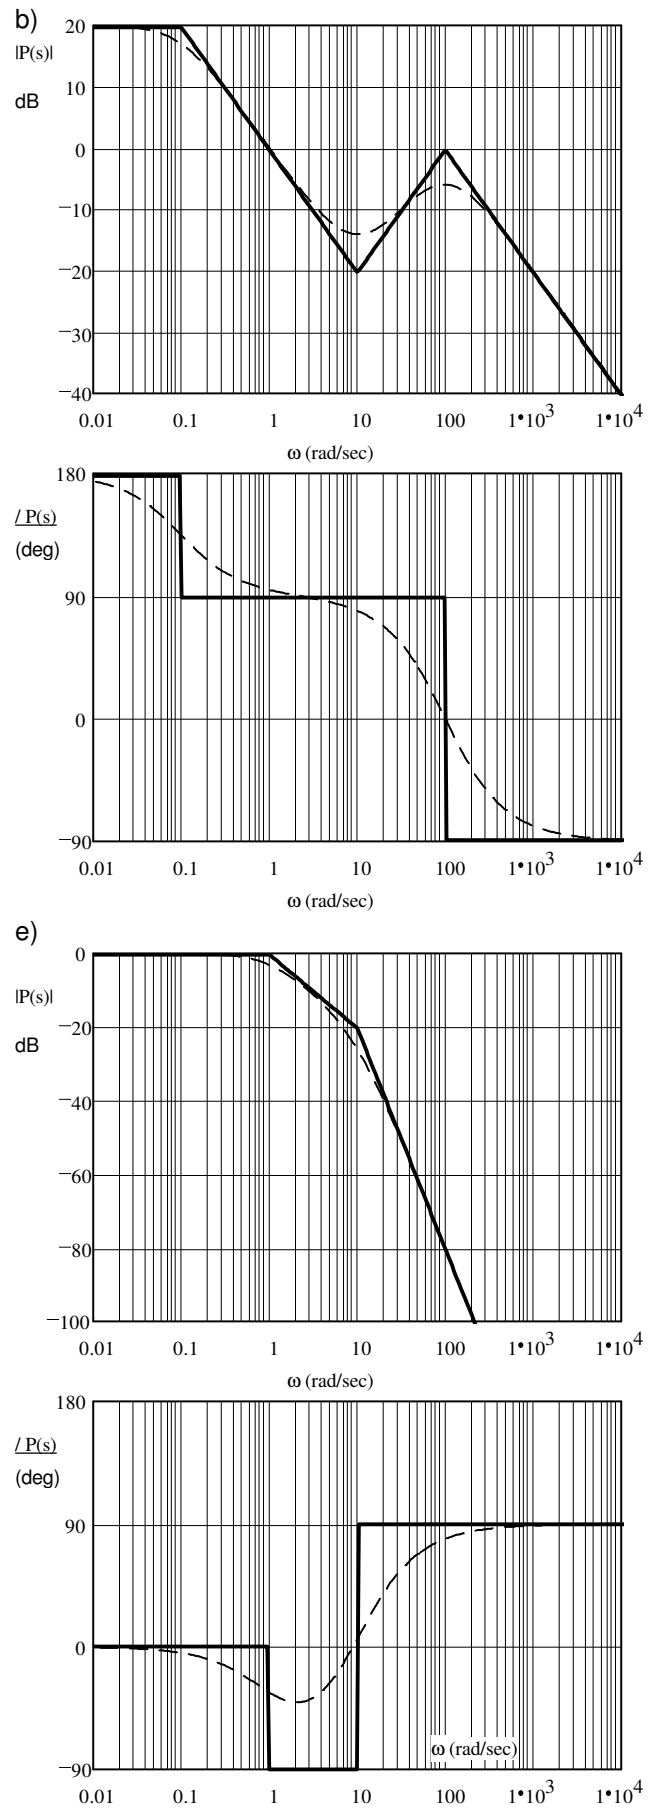 b)
20
|P(s)|
10
dB
0
−10
−20
−30
−40
0.01 0.1 1 10 100 1•10³ 1•10⁴
ω (rad/sec)
180
/ P(s)
(deg)
90
0
−90
0.01 0.1 1 10 100 1•10³ 1•10⁴
ω (rad/sec)
e)
0
|P(s)|
−20
dB
−40
−60
−80
−100
0.01 0.1 1 10 100 1•10³ 1•10⁴
ω (rad/sec)
180
/ P(s)
(deg)
90
0
ω (rad/sec)
−90
0.01 0.1 1 10 100 1•10³ 1•10⁴